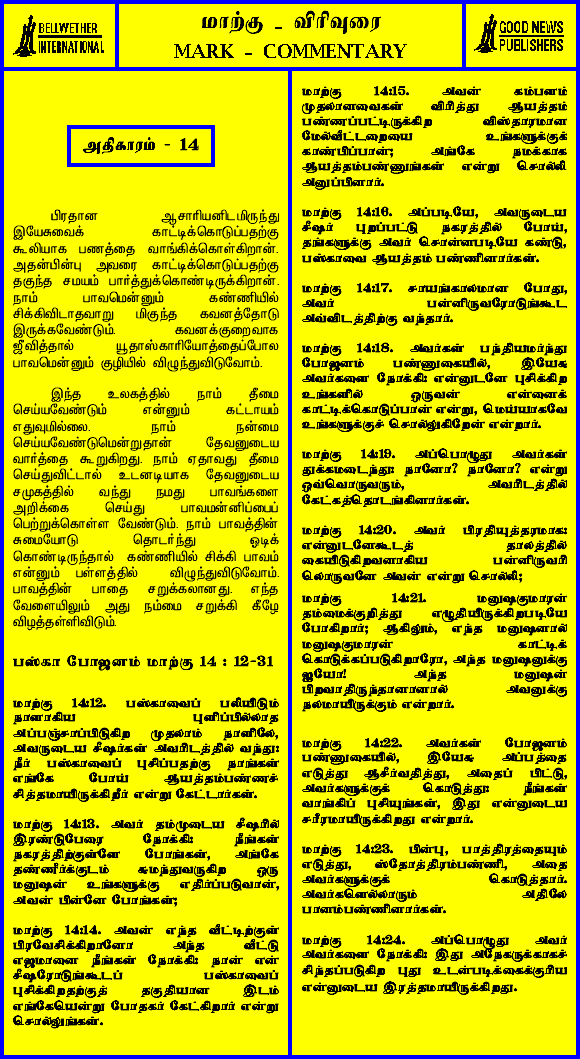 BELLWETHER
INTERNATIONAL
மாற்கு - விரிவுரை
MARK - COMMENTARY
GOOD NEWS
PUBLISHERS
அதிகாரம் - 14
பிரதான ஆசாரியனிடமிருந்து
இயேசுவைக் காட்டிக்கொடுப்பதற்கு
கூலியாக பணத்தை வாங்கிக்கொள்கிறான்.
அதன்பின்பு அவரை காட்டிக்கொடுப்பதற்கு
தகுந்த சமயம் பார்த்துக்கொண்டிருக்கிறான்.
நாம் பாவமென்னும் கண்ணியில்
சிக்கிவிடாதவாறு மிகுந்த கவனத்தோடு
இருக்கவேண்டும். கவனக்குறைவாக
ஜீவித்தால் யூதாஸ்காரியோத்தைப்போல
பாவமென்னும் குழியில் விழுந்துவிடுவோம்.
இந்த உலகத்தில் நாம் தீமை
செய்யவேண்டும் என்னும் கட்டாயம்
எதுவுமில்லை. நாம் நன்மை
செய்யவேண்டுமென்றுதான் தேவனுடைய
வார்த்தை கூறுகிறது. நாம் ஏதாவது தீமை
செய்துவிட்டால் உடனடியாக தேவனுடைய
சமுகத்தில் வந்து நமது பாவங்களை
அறிக்கை செய்து பாவமன்னிப்பைப்
பெற்றுக்கொள்ள வேண்டும். நாம் பாவத்தின்
சுமையோடு தொடர்ந்து ஓடிக்
கொண்டிருந்தால் கண்ணியில் சிக்கி பாவம்
என்னும் பள்ளத்தில் விழுந்துவிடுவோம்.
பாவத்தின் பாதை சறுக்கலானது. எந்த
வேளையிலும் அது நம்மை சறுக்கி கீழே
விழத்தள்ளிவிடும்.
பஸ்கா போஜனம் மாற்கு 14 : 12-31
மாற்கு 14:12. பஸ்காவைப் பலியிடும்
நாளாகிய புளிப்பில்லாத
அப்பஞ்சாப்பிடுகிற முதலாம் நாளிலே,
அவருடைய சீஷர்கள் அவரிடத்தில் வந்து:
நீர் பஸ்காவைப் புசிப்பதற்கு நாங்கள்
எங்கே போய் ஆயத்தம்பண்ணச்
சித்தமாயிருக்கிறீர் என்று கேட்டார்கள்.
மாற்கு 14:13. அவர் தம்முடைய சீஷரில்
இரண்டுபேரை நோக்கி: நீங்கள்
நகரத்திற்குள்ளே போங்கள், அங்கே
தண்ணீர்க்குடம் சுமந்துவருகிற ஒரு
மனுஷன் உங்களுக்கு எதிர்ப்படுவான்,
அவன் பின்னே போங்கள்;
மாற்கு 14:14. அவன் எந்த வீட்டிற்குள்
பிரவேசிக்கிறானோ அந்த வீட்டு
எஜமானை நீங்கள் நோக்கி: நான் என்
சீஷரோடுங்கூடப் பஸ்காவைப்
புசிக்கிறதற்குத் தகுதியான இடம்
எங்கேயென்று போதகர் கேட்கிறார் என்று
சொல்லுங்கள்.
மாற்கு 14:15. அவன் கம்பளம்
முதலானவைகள் விரித்து ஆயத்தம்
பண்ணப்பட்டிருக்கிற விஸ்தாரமான
மேல்வீட்டறையை உங்களுக்குக்
காண்பிப்பான்; அங்கே நமக்காக
ஆயத்தம்பண்ணுங்கள் என்று சொல்லி
அனுப்பினார்.
மாற்கு 14:16. அப்படியே, அவருடைய
சீஷர் புறப்பட்டு நகரத்தில் போய்,
தங்களுக்கு அவர் சொன்னபடியே கண்டு,
பஸ்காவை ஆயத்தம் பண்ணினார்கள்.
மாற்கு 14:17. சாயங்காலமான போது,
அவர் பன்னிருவரோடுங்கூட
அவ்விடத்திற்கு வந்தார்.
மாற்கு 14:18. அவர்கள் பந்தியமர்ந்து
போஜனம் பண்ணுகையில், இயேசு
அவர்களை நோக்கி: என்னுடனே புசிக்கிற
உங்களில் ஒருவன் என்னைக்
காட்டிக்கொடுப்பான் என்று, மெய்யாகவே
உங்களுக்குச் சொல்லுகிறேன் என்றார்.
மாற்கு 14:19. அப்பொழுது அவர்கள்
துக்கமடைந்து: நானோ? நானோ? என்று
ஒவ்வொருவரும், அவரிடத்தில்
கேட்கத்தொடங்கினார்கள்.
மாற்கு 14:20. அவர் பிரதியுத்தரமாக:
என்னுடனேகூடத் தாலத்தில்
கையிடுகிறவனாகிய பன்னிருவரி
லொருவனே அவன் என்று சொல்லி;
மாற்கு 14:21. மனுஷகுமாரன்
தம்மைக்குறித்து எழுதியிருக்கிறபடியே
போகிறார்; ஆகிலும், எந்த மனுஷனால்
மனுஷகுமாரன் காட்டிக்
கொடுக்கப்படுகிறாரோ, அந்த மனுஷனுக்கு
ஐயோ! அந்த மனுஷன்
பிறவாதிருந்தானானால் அவனுக்கு
நலமாயிருக்கும் என்றார்.
மாற்கு 14:22. அவர்கள் போஜனம்
பண்ணுகையில், இயேசு அப்பத்தை
எடுத்து ஆசீர்வதித்து, அதைப் பிட்டு,
அவர்களுக்குக் கொடுத்து: நீங்கள்
வாங்கிப் புசியுங்கள், இது என்னுடைய
சரீரமாயிருக்கிறது என்றார்.
மாற்கு 14:23. பின்பு, பாத்திரத்தையும்
எடுத்து, ஸ்தோத்திரம்பண்ணி, அதை
அவர்களுக்குக் கொடுத்தார்.
அவர்களெல்லாரும் அதிலே
பானம்பண்ணினார்கள்.
மாற்கு 14:24. அப்பொழுது அவர்
அவர்களை நோக்கி: இது அநேகருக்காகச்
சிந்தப்படுகிற புது உடன்படிக்கைக்குரிய
என்னுடைய இரத்தமாயிருக்கிறது.